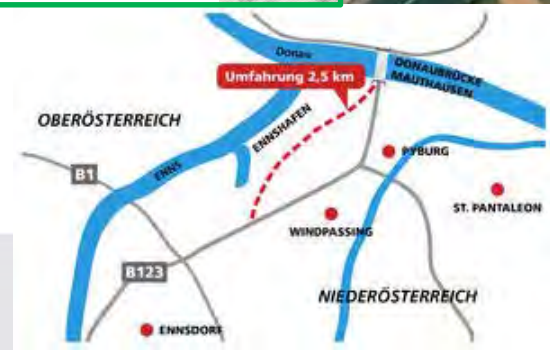 Donau
DONAUBRÜCKE
MAUTHAUSEN
Umfahrung 2,5 km
OBERÖSTERREICH
ENNSHAFEN
ENNS
B1
PYBURG
ST. PANTALEON
WINDPASSING
B123
NIEDERÖSTERREICH
ENNSDORF